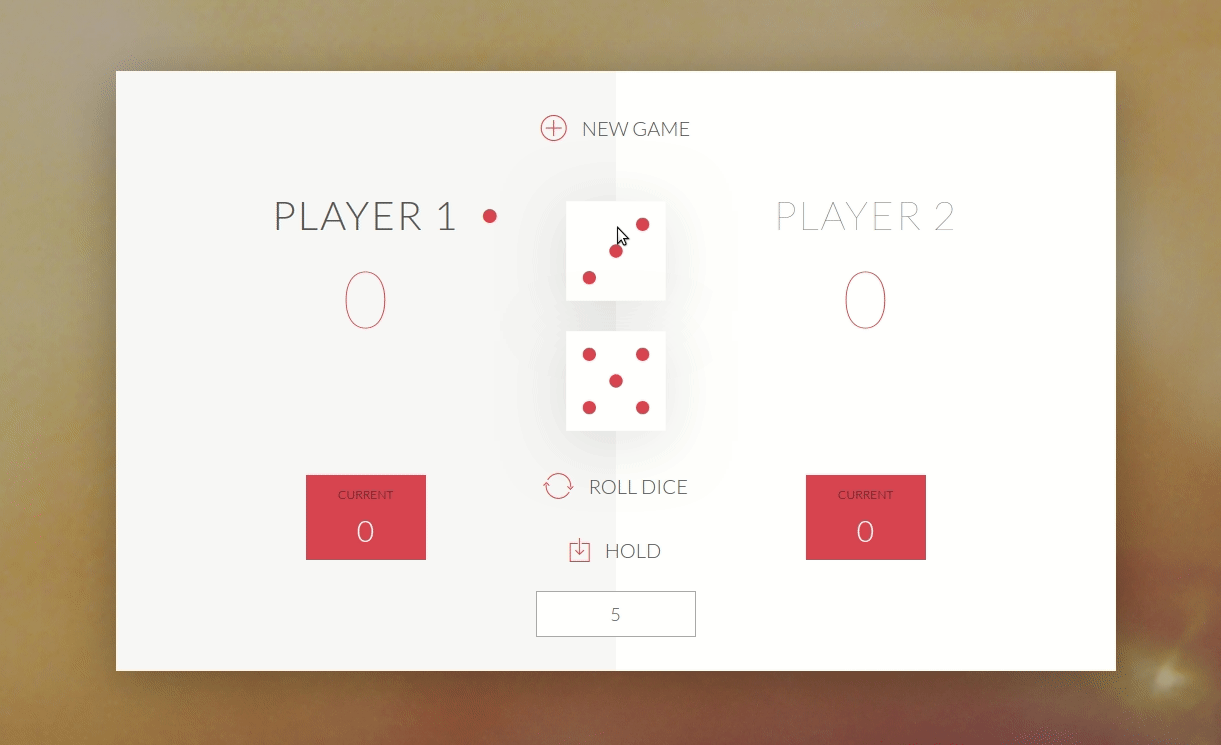 NEW GAME
PLAYER 1
PLAYER 2
0
0
CURRENT
0
ROLL DICE
CURRENT
0
HOLD
5